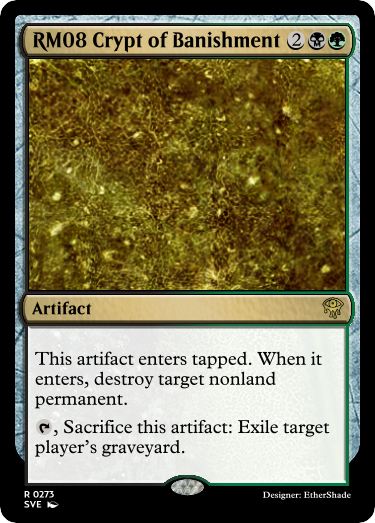 RM08 Crypt of Banishment 2
Artifact
This artifact enters tapped. When it
enters, destroy target nonland
permanent.
, Sacrifice this artifact: Exile target
player's graveyard.
R 0273
SVE
Designer: EtherShade